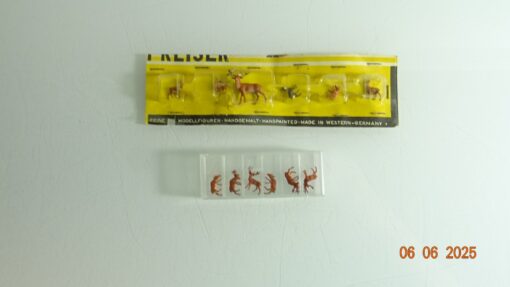 PREISER
MODELLFIGUREN · HANDGEMALT · HANDPAINTED · MADE IN WESTERN-GERMANY
06 06 2025